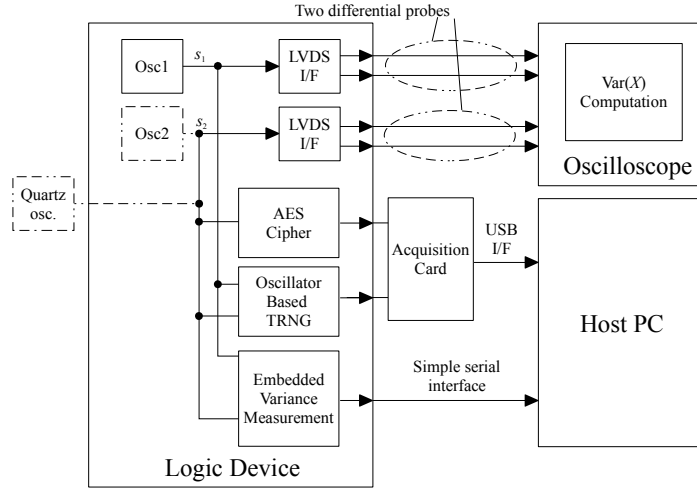 Two differential probes
Osc1
s1
LVDS
I/F
Var(X)
Computation
Osc2
s2
LVDS
I/F
Oscilloscope
Quartz
osc.
AES
Cipher
Acquisition
Card
USB
I/F
Oscillator
Based
TRNG
Host PC
Embedded
Variance
Measurement
Simple serial
interface
Logic Device